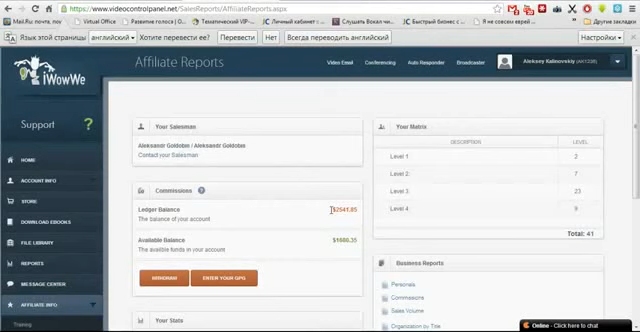 https://www.videocontrolpanel.net/SalesReports/AffiliateReports.aspx
Mail.Ru: почта, по
Virtual Office
Развитие голоса | О
Тематический VIP-
Личный кабинет с
Слушать Вокал чи
Быстрый бизнес с
Я не совсем еврей
Другие закладки
Язык этой страницы
английский
Хотите перевести ее?
Перевести
Нет
Всегда переводить английский
Настройки
iWowWe
Affiliate Reports
Video Email
Conferencing
Auto Responder
Broadcaster
Aleksey Kalinovskiy (AK1338)
Support ?
HOME
ACCOUNT INFO
STORE
DOWNLOAD EBOOKS
FILE LIBRARY
REPORTS
MESSAGE CENTER
AFFILIATE INFO
Training
Your Salesman
Aleksandr Goldobin / Aleksandr Goldobin
Contact your Salesman
Commissions ?
Ledger Balance $2541.85
The balance of your account
Available Balance $1686.35
The availble funds in your account
WITHDRAW
ENTER YOUR GPG
Your Stats
Your Matrix
DESCRIPTION LEVEL
Level 1: 2
Level 2: 7
Level 3: 23
Level 4: 9
Total: 41
Business Reports
Personals
Commissions
Sales Volume
Organization by Title
Online - Click here to chat